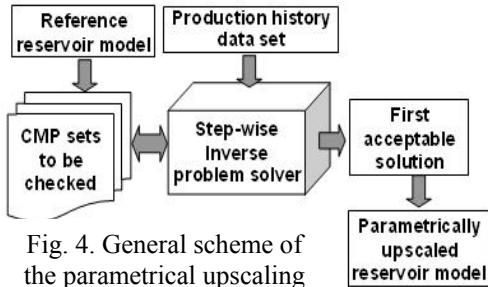 Reference
reservoir model
Production history
data set
CMP sets
to be
checked
Step-wise
Inverse
problem solver
First
acceptable
solution
Parametrically
upscaled
reservoir model
Fig. 4. General scheme of
the parametrical upscaling